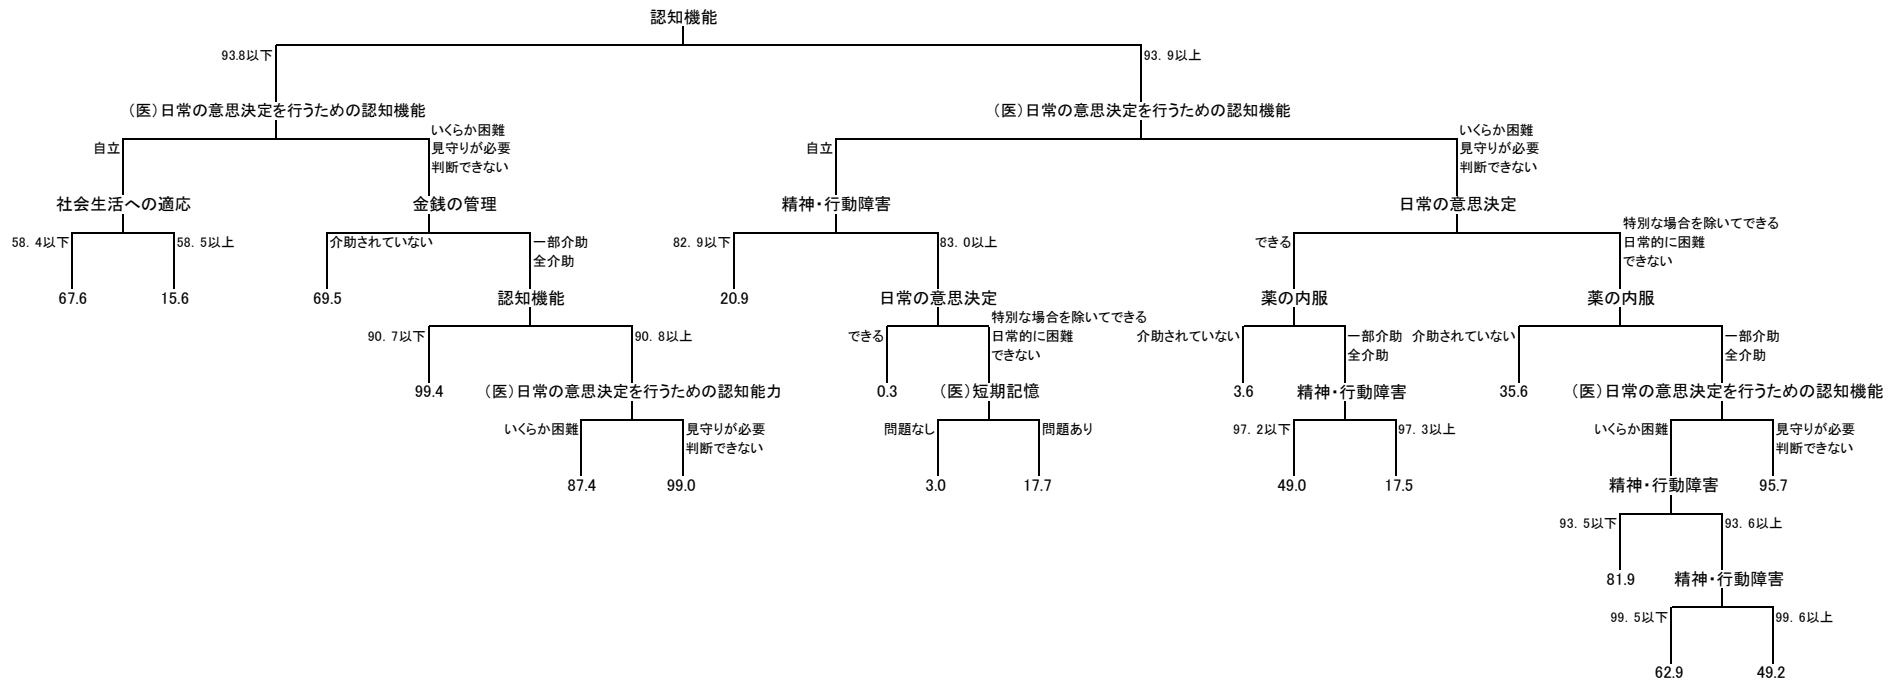 認知機能
93.8以下
93．9以上
（医）日常の意思決定を行うための認知機能
（医）日常の意思決定を行うための認知機能
自立
いくらか困難
見守りが必要
判断できない
自立
いくらか困難
見守りが必要
判断できない
社会生活への適応
金銭の管理
精神・行動障害
日常の意思決定
58．4以下
58．5以上
介助されていない
一部介助
全介助
82．9以下
83．0以上
できる
特別な場合を除いてできる
日常的に困難
できない
67.6
15.6
69.5
認知機能
20.9
日常の意思決定
薬の内服
薬の内服
90．7以下
90．8以上
できる
特別な場合を除いてできる
日常的に困難
できない
介助されていない
一部介助
全介助
介助されていない
一部介助
全介助
99.4
（医）日常の意思決定を行うための認知能力
0.3
（医）短期記憶
3.6
精神・行動障害
35.6
（医）日常の意思決定を行うための認知機能
いくらか困難
見守りが必要
判断できない
問題なし
問題あり
97．2以下
97．3以上
いくらか困難
見守りが必要
判断できない
87.4
99.0
3.0
17.7
49.0
17.5
精神・行動障害
95.7
93．5以下
93．6以上
81.9
精神・行動障害
99．5以下
99．6以上
62.9
49.2